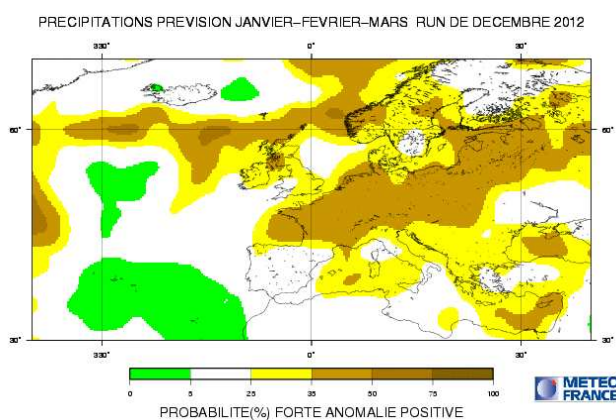 PRECIPITATIONS PREVISION JANVIER-FEVRIER-MARS RUN DE DECEMBRE 2012
330° 0° 30°
60° 60°
30° 30°
330° 0° 30°
0 5 25 35 50 75 100
PROBABILITE(%) FORTE ANOMALIE POSITIVE
METEO
FRANCE